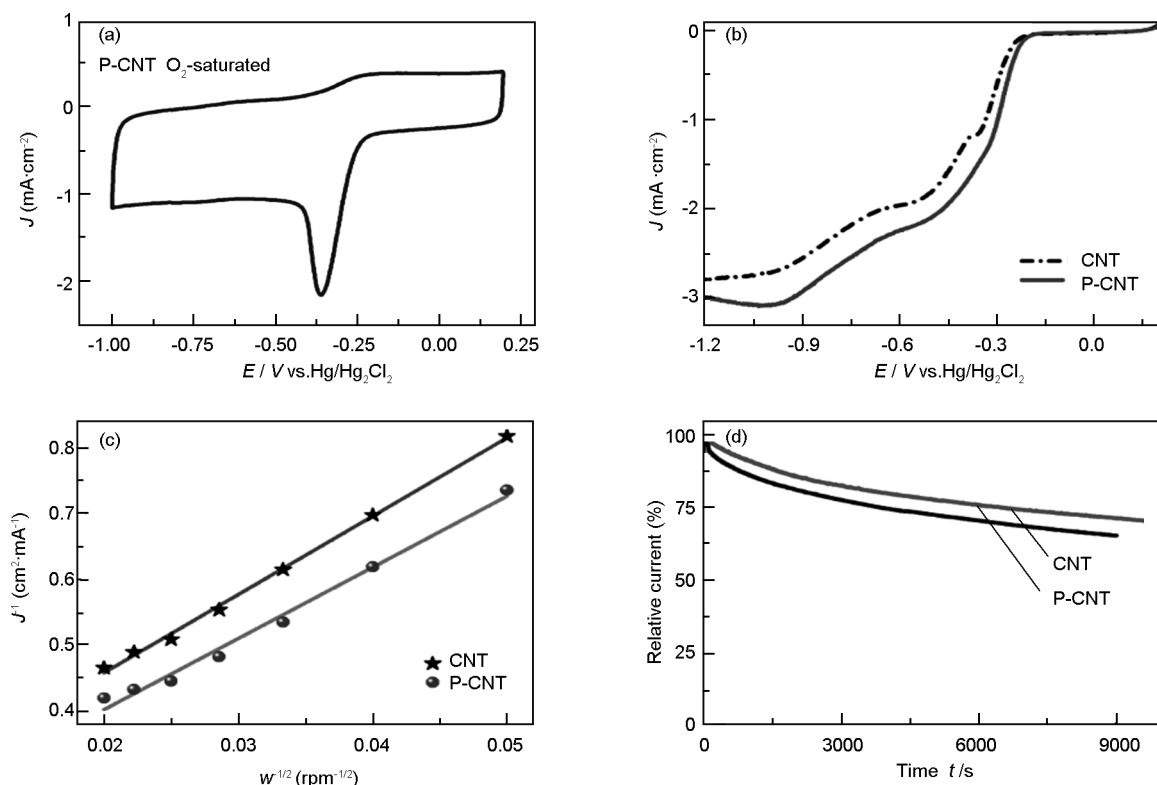 (a)
P-CNT O₂-saturated
1
0
-1
-2
J (mA·cm⁻²)
-1.00 -0.75 -0.50 -0.25 0.00 0.25
E / V vs.Hg/Hg₂Cl₂
(b)
0
-1
-2
-3
J (mA·cm⁻²)
CNT
P-CNT
-1.2 -0.9 -0.6 -0.3 0.0
E / V vs.Hg/Hg₂Cl₂
(c)
0.8
0.7
0.6
0.5
0.4
J⁻¹ (cm²·mA⁻¹)
CNT
P-CNT
0.02 0.03 0.04 0.05
w⁻¹/² (rpm⁻¹/²)
(d)
100
75
50
25
0
Relative current (%)
CNT
P-CNT
0 3000 6000 9000
Time t /s